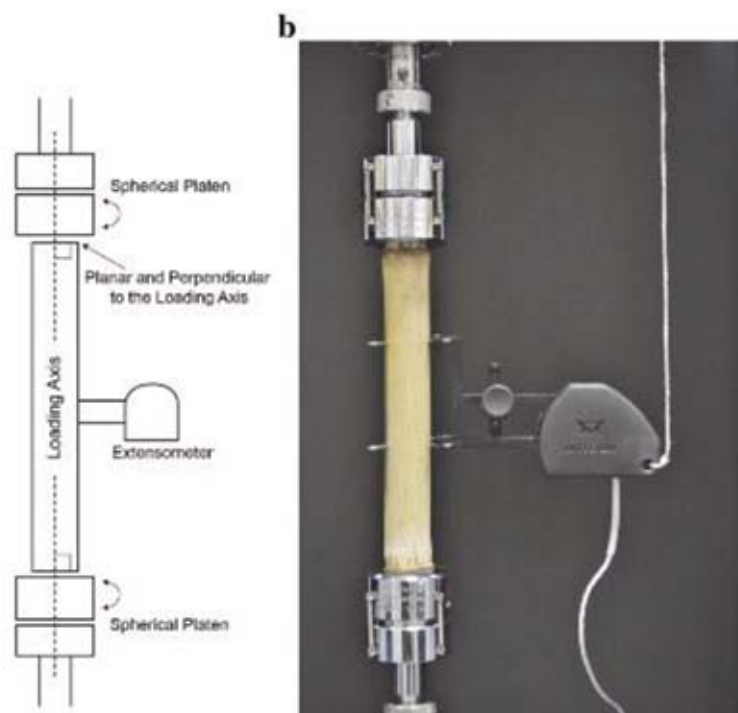 b
Spherical Platen
Planar and Perpendicular
to the Loading Axis
Loading Axis
Extensometer
Spherical Platen